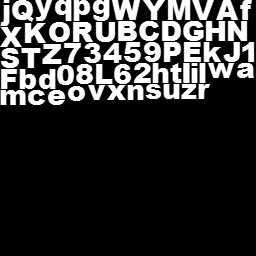 jQyqpgWYMVAf
XKORUBCDGHN
STZ73459PEkJ1
Fbd08L62htlilwa
mceovxnsuzr